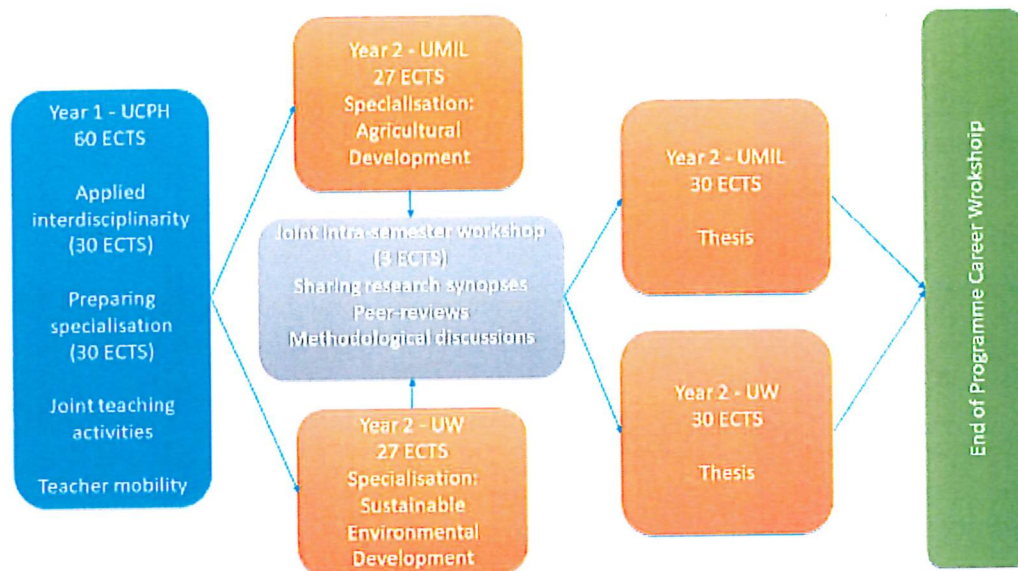 Year 1 - UCPH
60 ECTS
Applied
interdisciplinarity
(30 ECTS)
Preparing
specialisation
(30 ECTS)
Joint teaching
activities
Teacher mobility
Year 2 - UMIL
27 ECTS
Specialisation:
Agricultural
Development
Joint intra-semester workshop
(3 ECTS)
Sharing research synopses
Peer-reviews
Methodological discussions
Year 2 - UW
27 ECTS
Specialisation:
Sustainable
Environmental
Development
Year 2 - UMIL
30 ECTS
Thesis
Year 2 - UW
30 ECTS
Thesis
End of Programme Career Wrokshoip